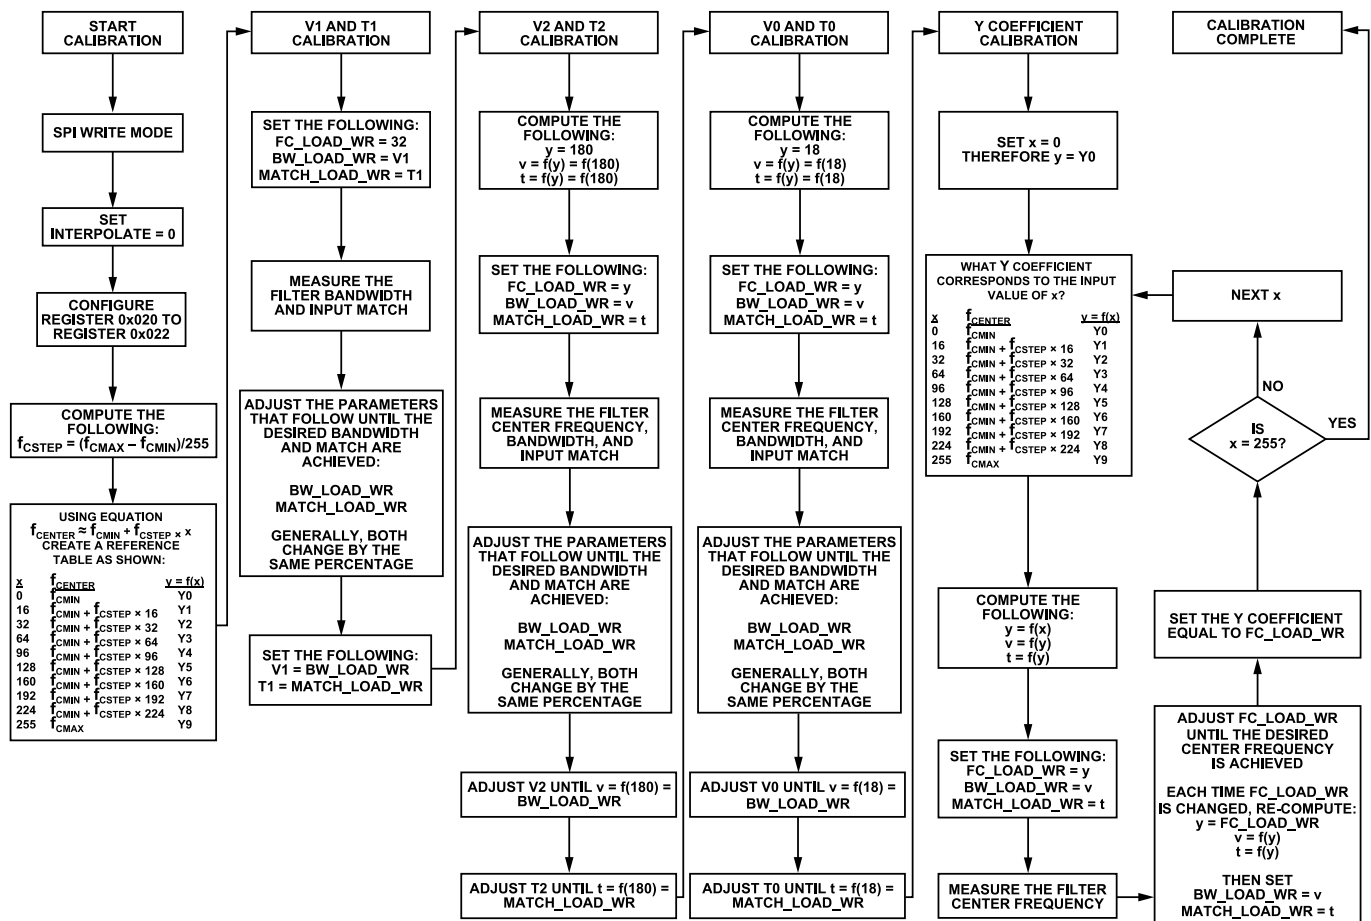 START
CALIBRATION
SPI WRITE MODE
SET
INTERPOLATE = 0
CONFIGURE
REGISTER 0x020 TO
REGISTER 0x022
COMPUTE THE
FOLLOWING:
fCSTEP = (fCMAX – fCMIN)/255
USING EQUATION
fCENTER ≈ fCMIN + fCSTEP × x
CREATE A REFERENCE
TABLE AS SHOWN:
x fCENTER v = f(x)
0 fCMIN Y0
16 fCMIN + fCSTEP × 16 Y1
32 fCMIN + fCSTEP × 32 Y2
64 fCMIN + fCSTEP × 64 Y3
96 fCMIN + fCSTEP × 96 Y4
128 fCMIN + fCSTEP × 128 Y5
160 fCMIN + fCSTEP × 160 Y6
192 fCMIN + fCSTEP × 192 Y7
224 fCMIN + fCSTEP × 224 Y8
255 fCMAX Y9
V1 AND T1
CALIBRATION
SET THE FOLLOWING:
FC_LOAD_WR = 32
BW_LOAD_WR = V1
MATCH_LOAD_WR = T1
MEASURE THE
FILTER BANDWIDTH
AND INPUT MATCH
ADJUST THE PARAMETERS
THAT FOLLOW UNTIL THE
DESIRED BANDWIDTH
AND MATCH ARE
ACHIEVED:
BW_LOAD_WR
MATCH_LOAD_WR
GENERALLY, BOTH
CHANGE BY THE
SAME PERCENTAGE
SET THE FOLLOWING:
V1 = BW_LOAD_WR
T1 = MATCH_LOAD_WR
V2 AND T2
CALIBRATION
COMPUTE THE
FOLLOWING:
y = 180
v = f(y) = f(180)
t = f(y) = f(180)
SET THE FOLLOWING:
FC_LOAD_WR = y
BW_LOAD_WR = v
MATCH_LOAD_WR = t
MEASURE THE FILTER
CENTER FREQUENCY,
BANDWIDTH, AND
INPUT MATCH
ADJUST THE PARAMETERS
THAT FOLLOW UNTIL THE
DESIRED BANDWIDTH
AND MATCH ARE
ACHIEVED:
BW_LOAD_WR
MATCH_LOAD_WR
GENERALLY, BOTH
CHANGE BY THE
SAME PERCENTAGE
ADJUST V2 UNTIL v = f(180) =
BW_LOAD_WR
ADJUST T2 UNTIL t = f(180) =
MATCH_LOAD_WR
V0 AND T0
CALIBRATION
COMPUTE THE
FOLLOWING:
y = 18
v = f(y) = f(18)
t = f(y) = f(18)
SET THE FOLLOWING:
FC_LOAD_WR = y
BW_LOAD_WR = v
MATCH_LOAD_WR = t
MEASURE THE FILTER
CENTER FREQUENCY,
BANDWIDTH, AND
INPUT MATCH
ADJUST THE PARAMETERS
THAT FOLLOW UNTIL THE
DESIRED BANDWIDTH
AND MATCH ARE
ACHIEVED:
BW_LOAD_WR
MATCH_LOAD_WR
GENERALLY, BOTH
CHANGE BY THE
SAME PERCENTAGE
ADJUST V0 UNTIL v = f(18) =
BW_LOAD_WR
ADJUST T0 UNTIL t = f(18) =
MATCH_LOAD_WR
Y COEFFICIENT
CALIBRATION
SET x = 0
THEREFORE y = Y0
WHAT Y COEFFICIENT
CORRESPONDS TO THE INPUT
VALUE OF x?
x fCENTER v = f(x)
0 fCMIN Y0
16 fCMIN + fCSTEP × 16 Y1
32 fCMIN + fCSTEP × 32 Y2
64 fCMIN + fCSTEP × 64 Y3
96 fCMIN + fCSTEP × 96 Y4
128 fCMIN + fCSTEP × 128 Y5
160 fCMIN + fCSTEP × 160 Y6
192 fCMIN + fCSTEP × 192 Y7
224 fCMIN + fCSTEP × 224 Y8
255 fCMAX Y9
COMPUTE THE
FOLLOWING:
y = f(x)
v = f(y)
t = f(y)
SET THE FOLLOWING:
FC_LOAD_WR = y
BW_LOAD_WR = v
MATCH_LOAD_WR = t
MEASURE THE FILTER
CENTER FREQUENCY
CALIBRATION
COMPLETE
NEXT x
NO
YES
IS
x = 255?
SET THE Y COEFFICIENT
EQUAL TO FC_LOAD_WR
ADJUST FC_LOAD_WR
UNTIL THE DESIRED
CENTER FREQUENCY
IS ACHIEVED
EACH TIME FC_LOAD_WR
IS CHANGED, RE-COMPUTE:
y = FC_LOAD_WR
v = f(y)
t = f(y)
THEN SET
BW_LOAD_WR = v
MATCH_LOAD_WR = t